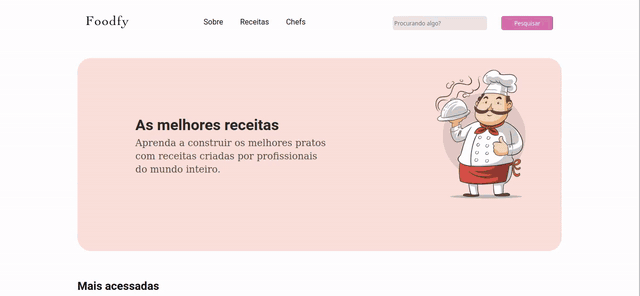 Foodfy
Sobre Receitas Chefs
Procurando algo?
Pesquisar
As melhores receitas
Aprenda a construir os melhores pratos
com receitas criadas por profissionais
do mundo inteiro.
Mais acessadas